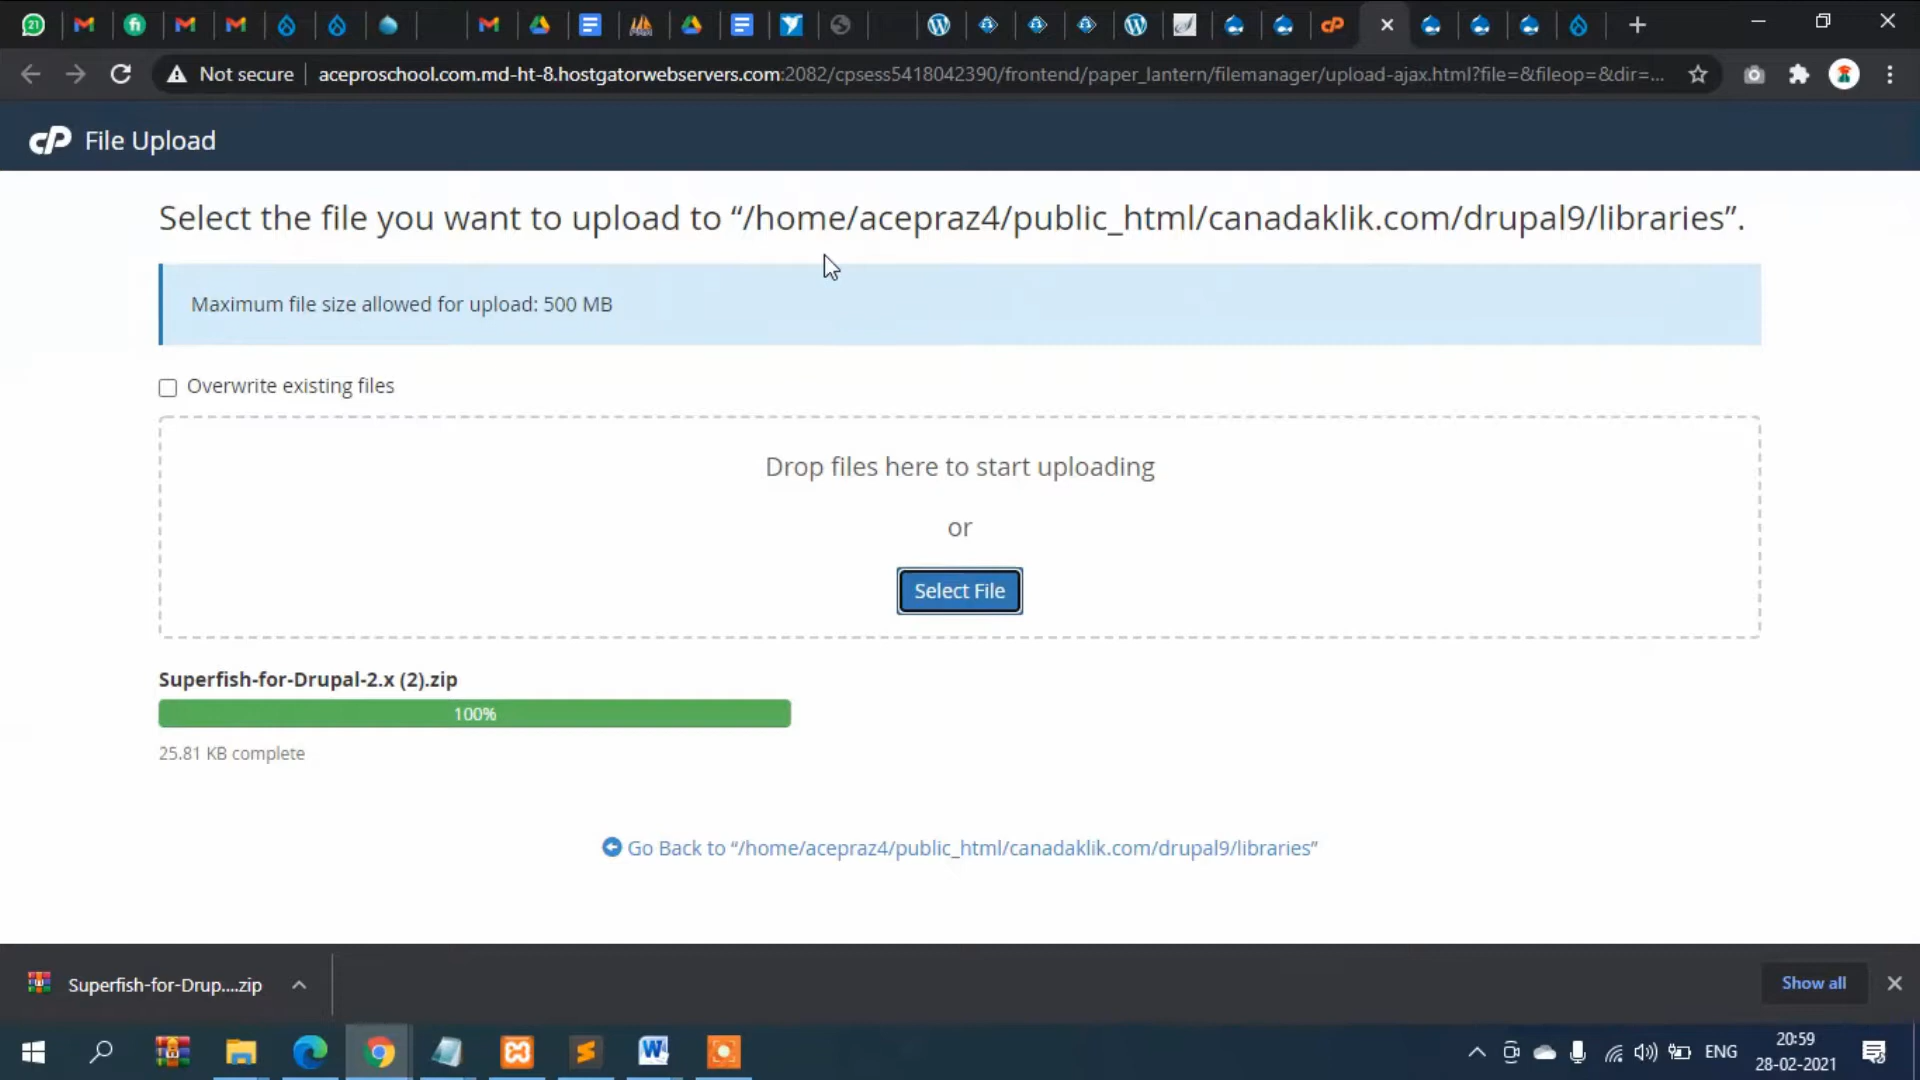 21
Not secure
aceproschool.com.md-ht-8.hostgatorwebservers.com:2082/cpsess5418042390/frontend/paper_lantern/filemanager/upload-ajax.html?file=&fileop=&dir=...
cP File Upload
Select the file you want to upload to “/home/acepraz4/public_html/canadaklik.com/drupal9/libraries”.
Maximum file size allowed for upload: 500 MB
Overwrite existing files
Drop files here to start uploading
or
Select File
Superfish-for-Drupal-2.x (2).zip
100%
25.81 KB complete
Go Back to “/home/acepraz4/public_html/canadaklik.com/drupal9/libraries”
Superfish-for-Drup....zip
Show all
ENG
20:59
28-02-2021